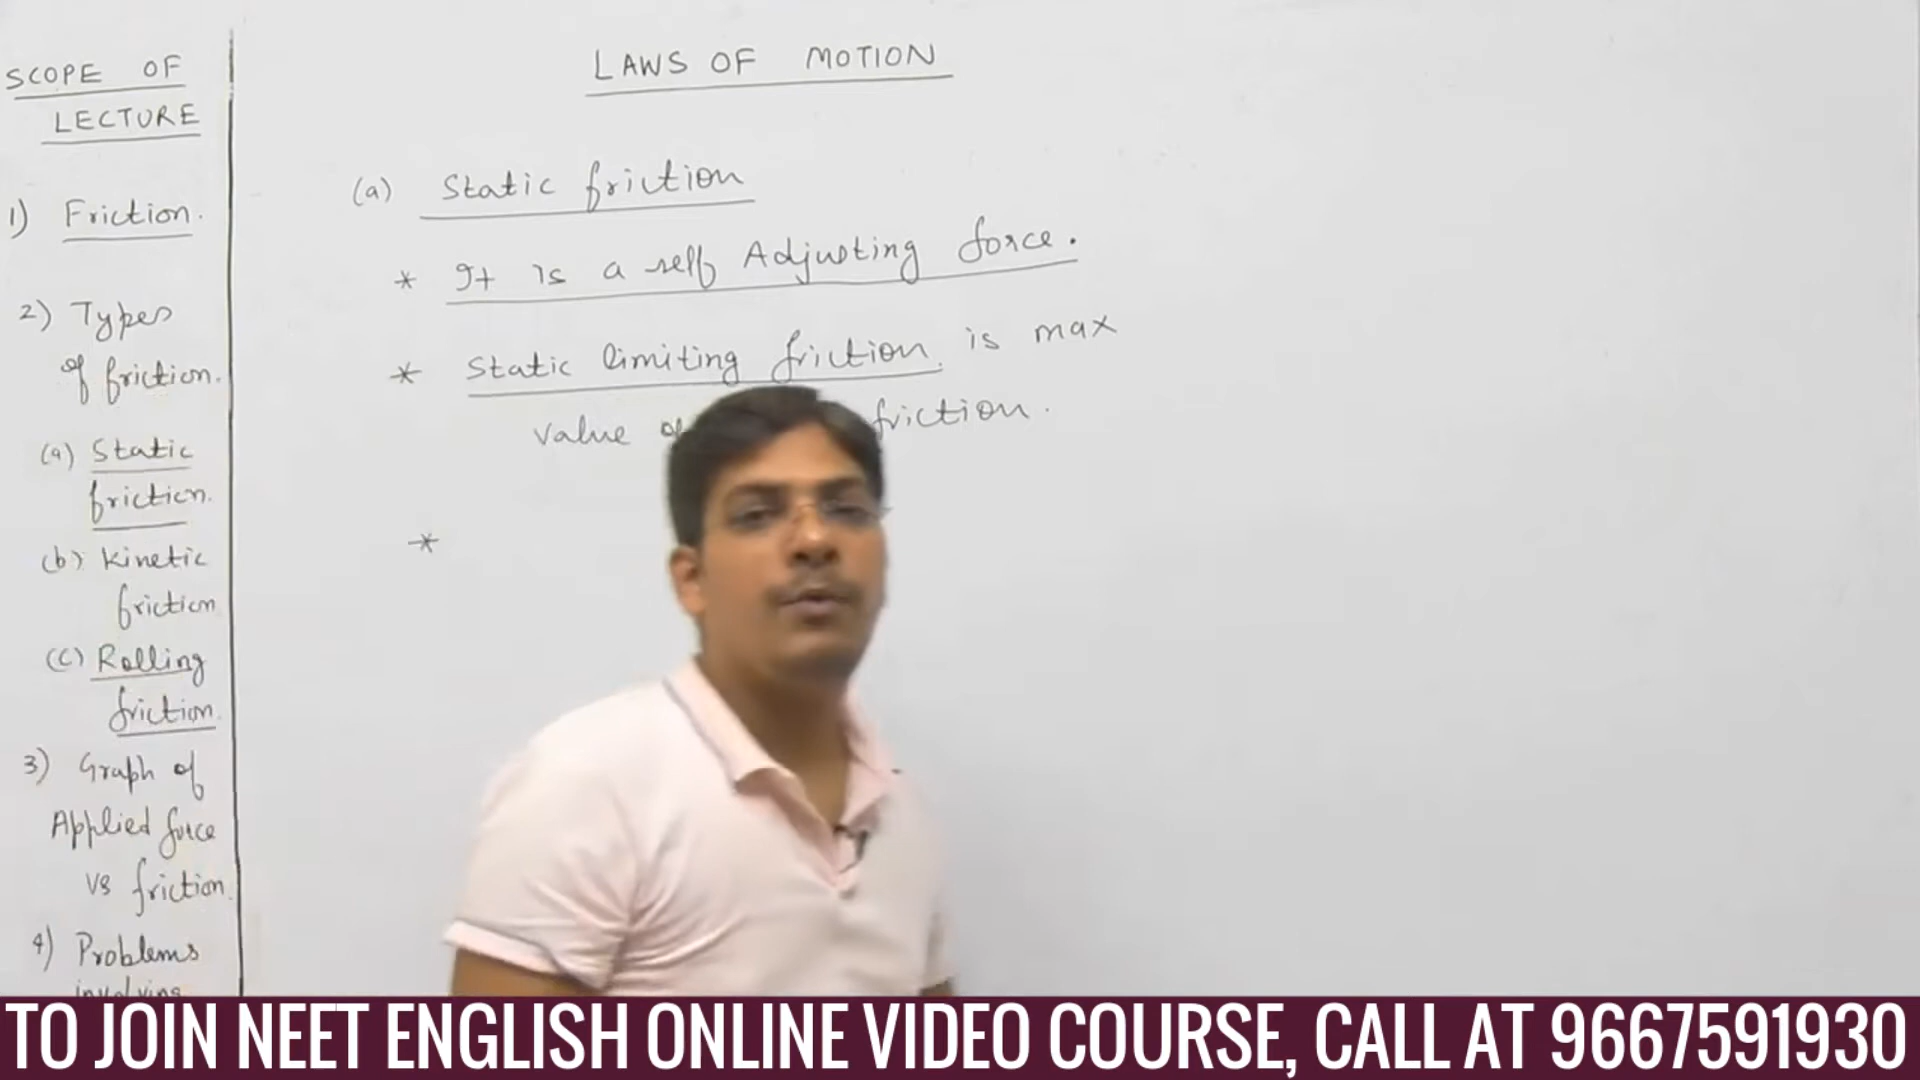 SCOPE OF
LECTURE
1) Friction.
2) Types
of friction.
(a) Static
friction.
(b) Kinetic
friction
(c) Rolling
friction.
3) Graph of
Applied force
vs friction.
4) Problems
involving
LAWS OF MOTION
(a) Static friction
* It is a self Adjusting force.
* Static limiting friction is max
value of friction.
*
TO JOIN NEET ENGLISH ONLINE VIDEO COURSE, CALL AT 9667591930